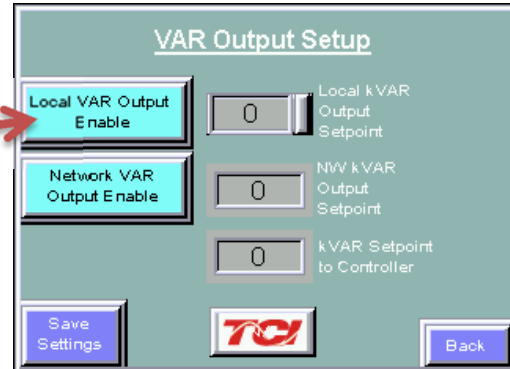 VAR Output Setup
Local VAR Output
Enable
0
Local kVAR
Output
Setpoint
Network VAR
Output Enable
0
NW kVAR
Output
Setpoint
0
kVAR Setpoint
to Controller
Save
Settings
TCI
Back